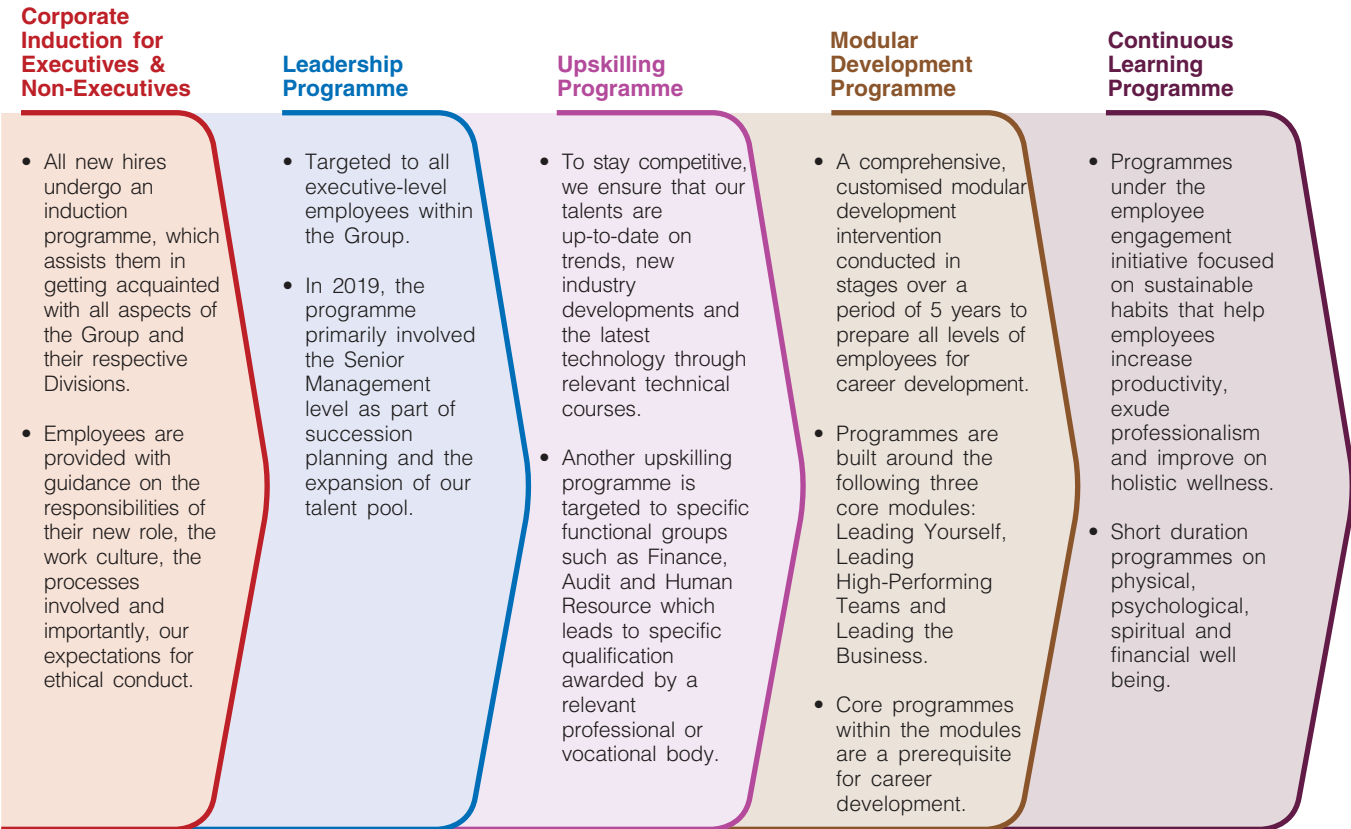 Corporate
Induction for
Executives &
Non-Executives
• All new hires
undergo an
induction
programme, which
assists them in
getting acquainted
with all aspects of
the Group and
their respective
Divisions.
• Employees are
provided with
guidance on the
responsibilities of
their new role, the
work culture, the
processes
involved and
importantly, our
expectations for
ethical conduct.
Leadership
Programme
• Targeted to all
executive-level
employees within
the Group.
• In 2019, the
programme
primarily involved
the Senior
Management
level as part of
succession
planning and the
expansion of our
talent pool.
Upskilling
Programme
• To stay competitive,
we ensure that our
talents are
up-to-date on
trends, new
industry
developments and
the latest
technology through
relevant technical
courses.
• Another upskilling
programme is
targeted to specific
functional groups
such as Finance,
Audit and Human
Resource which
leads to specific
qualification
awarded by a
relevant
professional or
vocational body.
Modular
Development
Programme
• A comprehensive,
customised modular
development
intervention
conducted in
stages over a
period of 5 years to
prepare all levels of
employees for
career development.
• Programmes are
built around the
following three
core modules:
Leading Yourself,
Leading
High-Performing
Teams and
Leading the
Business.
• Core programmes
within the modules
are a prerequisite
for career
development.
Continuous
Learning
Programme
• Programmes
under the
employee
engagement
initiative focused
on sustainable
habits that help
employees
increase
productivity,
exude
professionalism
and improve on
holistic wellness.
• Short duration
programmes on
physical,
psychological,
spiritual and
financial well
being.